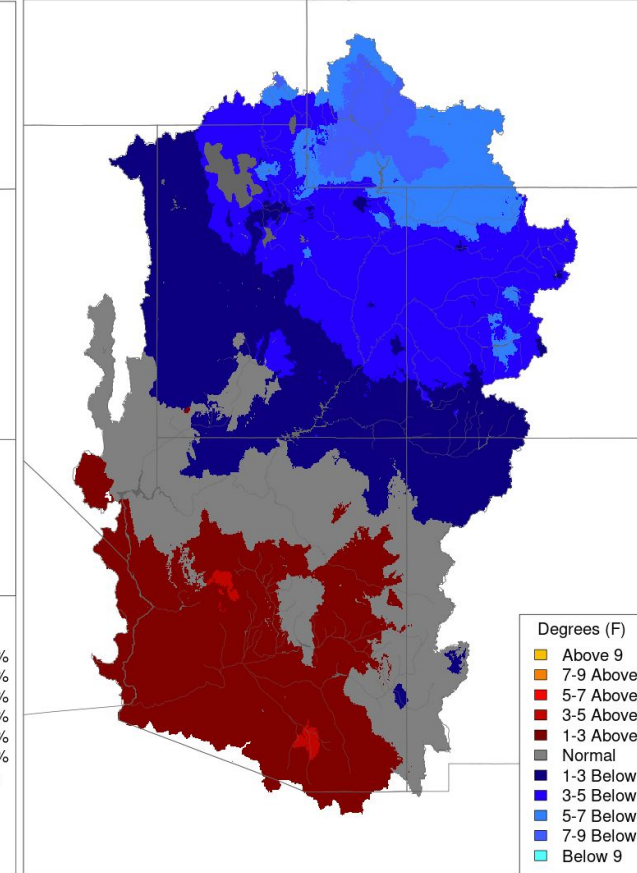 %
%
%
%
%
%
Degrees (F)
Above 9
7-9 Above
5-7 Above
3-5 Above
1-3 Above
Normal
1-3 Below
3-5 Below
5-7 Below
7-9 Below
Below 9